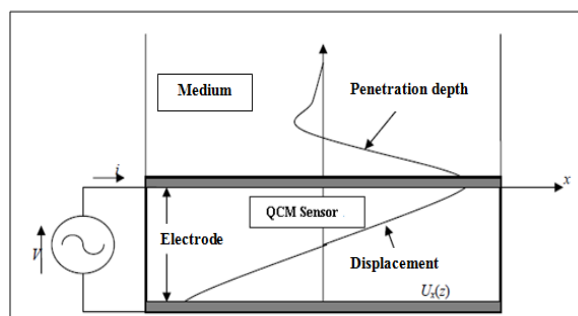 Medium
Penetration depth
i
x
QCM Sensor
Electrode
V
Displacement
Uₓ(z)